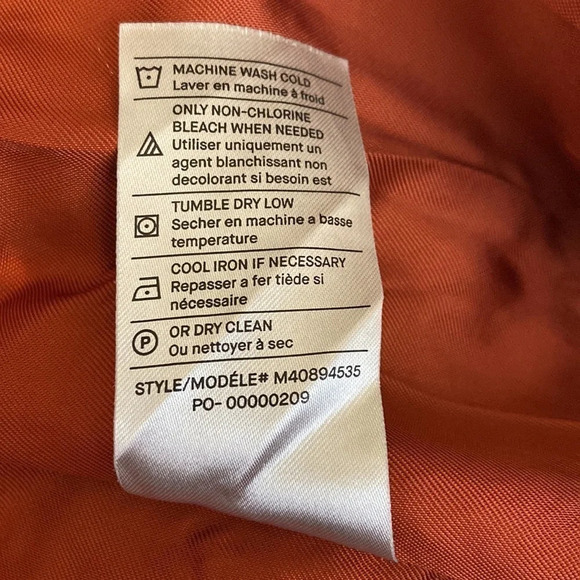 MACHINE WASH COLD
Laver en machine à froid
ONLY NON-CHLORINE
BLEACH WHEN NEEDED
Utiliser uniquement un
agent blanchissant non
decolorant si besoin est
TUMBLE DRY LOW
Secher en machine a basse
temperature
COOL IRON IF NECESSARY
Repasser a fer tiède si
nécessaire
P OR DRY CLEAN
Ou nettoyer à sec
STYLE/MODÉLE# M40894535
PO- 00000209